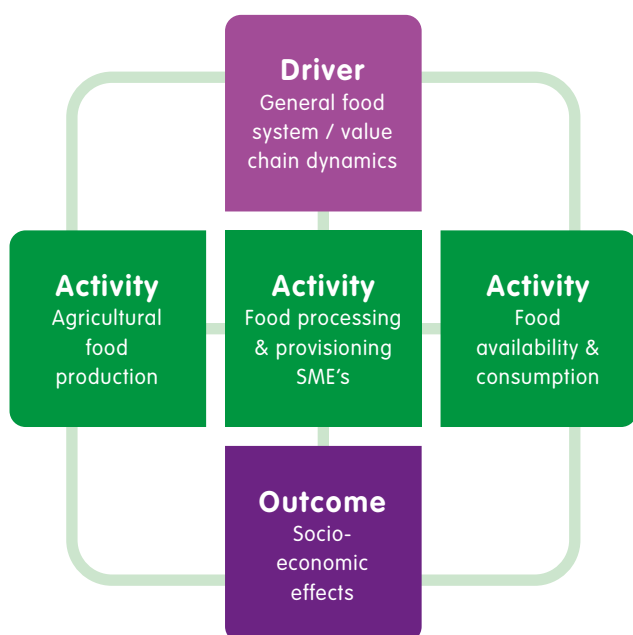 Driver
General food
system / value
chain dynamics
Activity
Agricultural
food
production
Activity
Food processing
& provisioning
SME's
Activity
Food
availability &
consumption
Outcome
Socio-
economic
effects